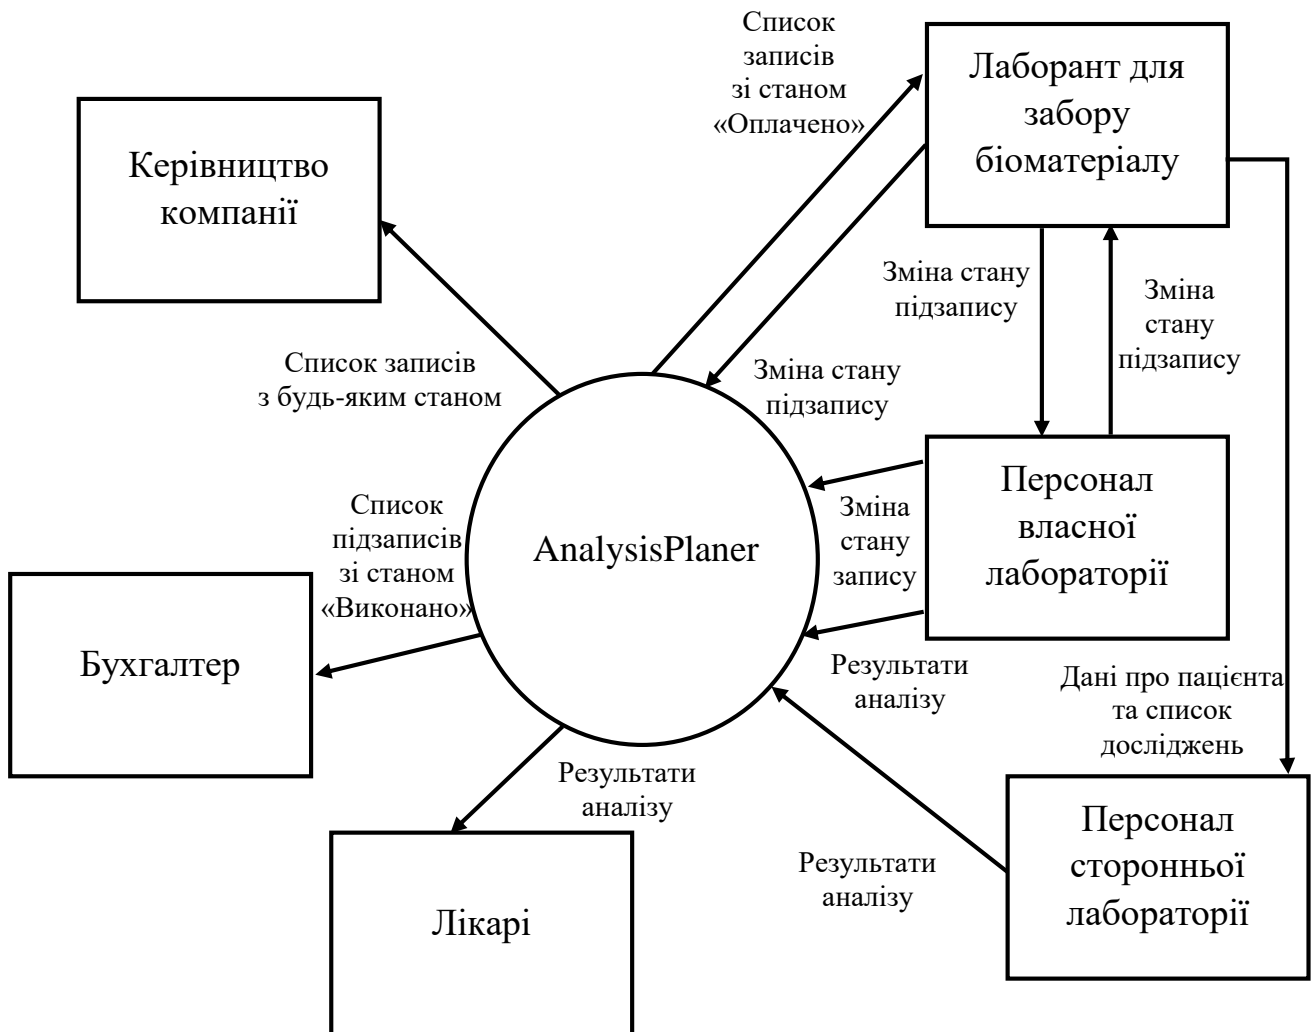 Список
записів
зі станом
«Оплачено»
Лаборант для
забору
біоматеріалу
Керівництво
компанії
Зміна стану
підзапису
Зміна
стану
підзапису
Список записів
з будь-яким станом
Зміна стану
підзапису
Персонал
власної
лабораторії
Список
підзаписів
зі станом
«Виконано»
AnalysisPlaner
Зміна
стану
запису
Бухгалтер
Результати
аналізу
Дані про пацієнта
та список
досліджень
Результати
аналізу
Персонал
сторонньої
лабораторії
Результати
аналізу
Лікарі